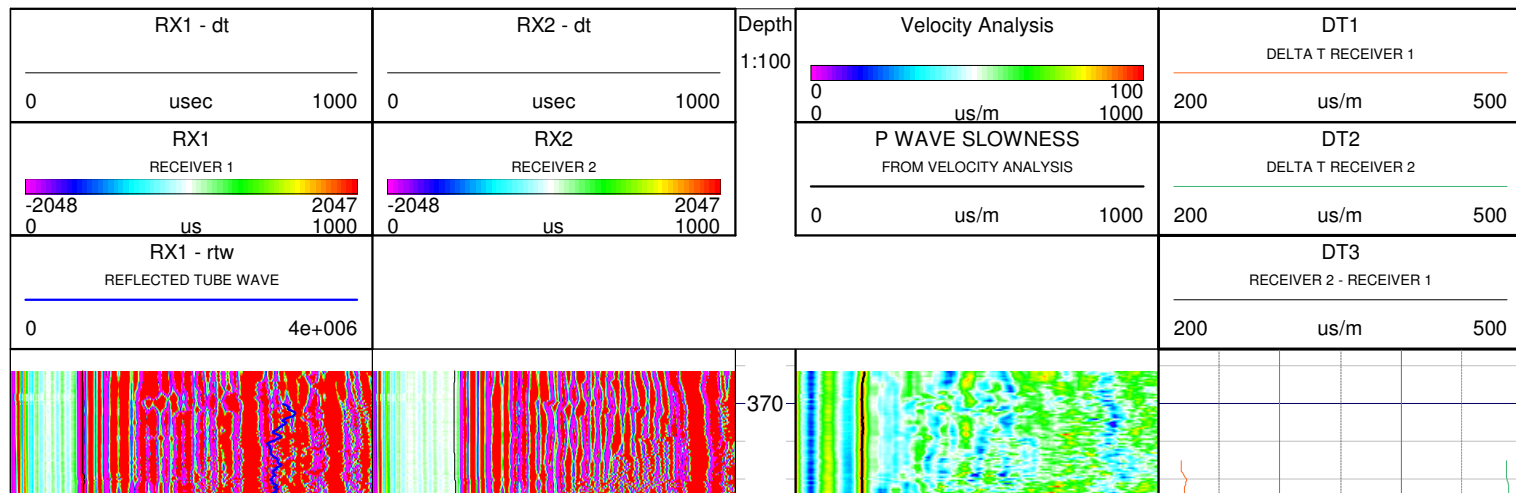 RX1 - dt
0 usec 1000
RX1
RECEIVER 1
-2048 2047
0 us 1000
RX1 - rtw
REFLECTED TUBE WAVE
0 4e+006
RX2 - dt
0 usec 1000
RX2
RECEIVER 2
-2048 2047
0 us 1000
Depth
1:100
370
Velocity Analysis
0 100
0 us/m 1000
P WAVE SLOWNESS
FROM VELOCITY ANALYSIS
0 us/m 1000
DT1
DELTA T RECEIVER 1
200 us/m 500
DT2
DELTA T RECEIVER 2
200 us/m 500
DT3
RECEIVER 2 - RECEIVER 1
200 us/m 500